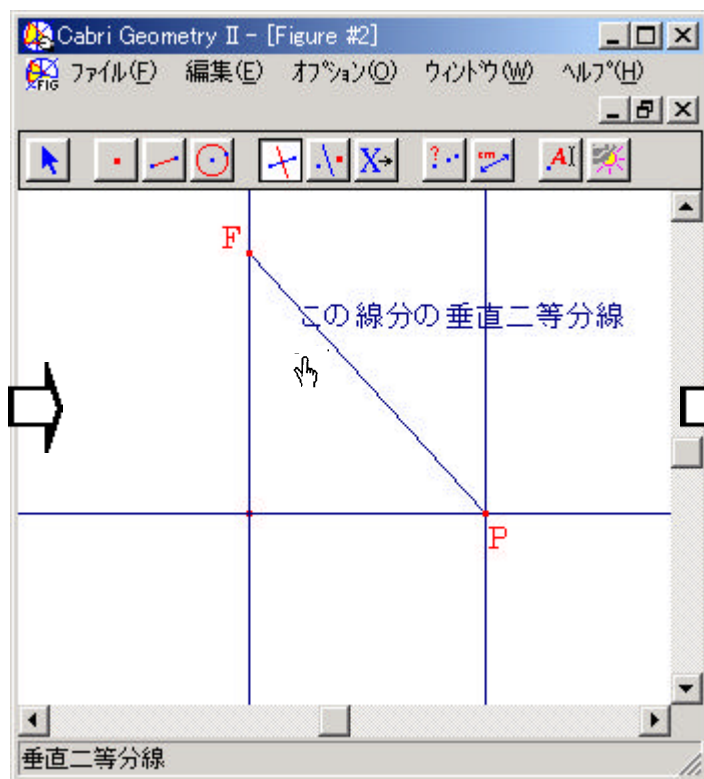 Cabri Geometry II - [Figure #2]
ファイル(F) 編集(E) オプション(O) ウィンドウ(W) ヘルプ(H)
FIG
X
?
cm
A
F
この線分の垂直二等分線
P
垂直二等分線